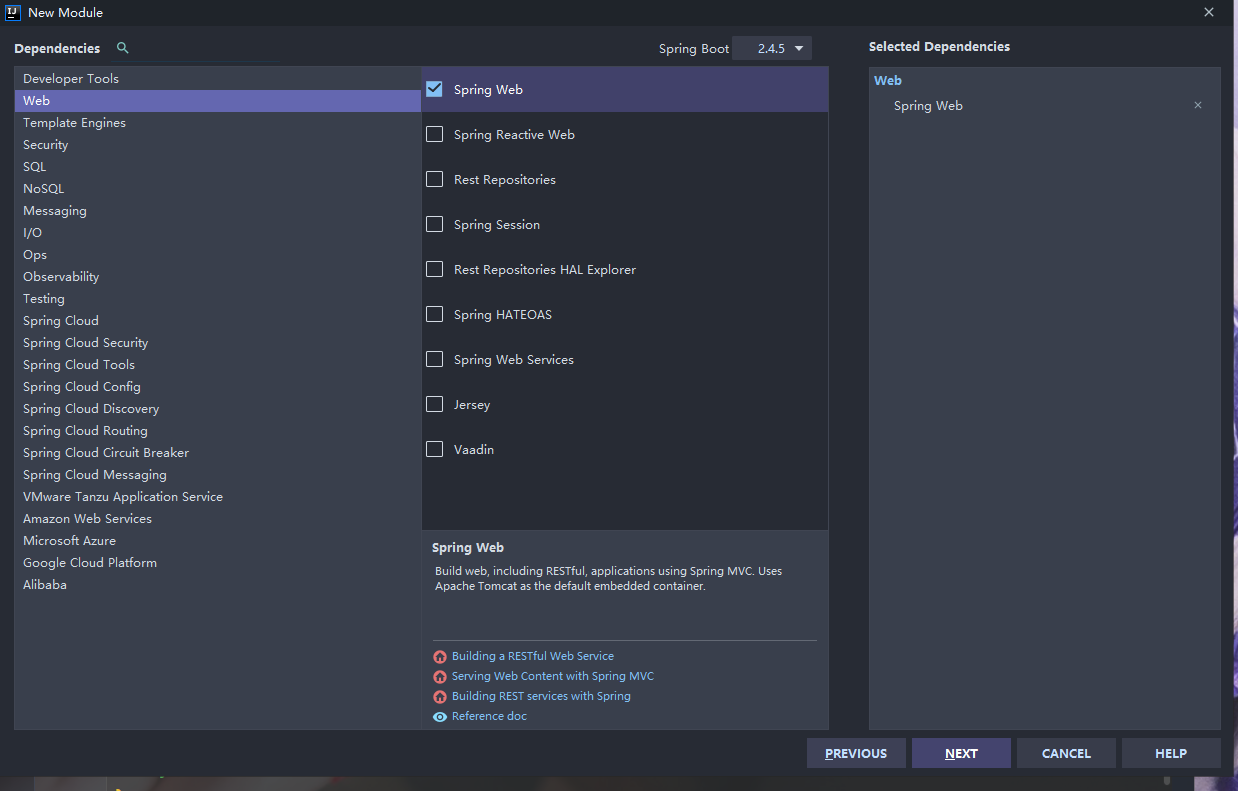 IJ New Module
Dependencies
Spring Boot 2.4.5
Selected Dependencies
Developer Tools
Web
Template Engines
Security
SQL
NoSQL
Messaging
I/O
Ops
Observability
Testing
Spring Cloud
Spring Cloud Security
Spring Cloud Tools
Spring Cloud Config
Spring Cloud Discovery
Spring Cloud Routing
Spring Cloud Circuit Breaker
Spring Cloud Messaging
VMware Tanzu Application Service
Amazon Web Services
Microsoft Azure
Google Cloud Platform
Alibaba
Spring Web
Spring Reactive Web
Rest Repositories
Spring Session
Rest Repositories HAL Explorer
Spring HATEOAS
Spring Web Services
Jersey
Vaadin
Spring Web
Build web, including RESTful, applications using Spring MVC. Uses
Apache Tomcat as the default embedded container.
Building a RESTful Web Service
Serving Web Content with Spring MVC
Building REST services with Spring
Reference doc
Web
Spring Web
PREVIOUS
NEXT
CANCEL
HELP